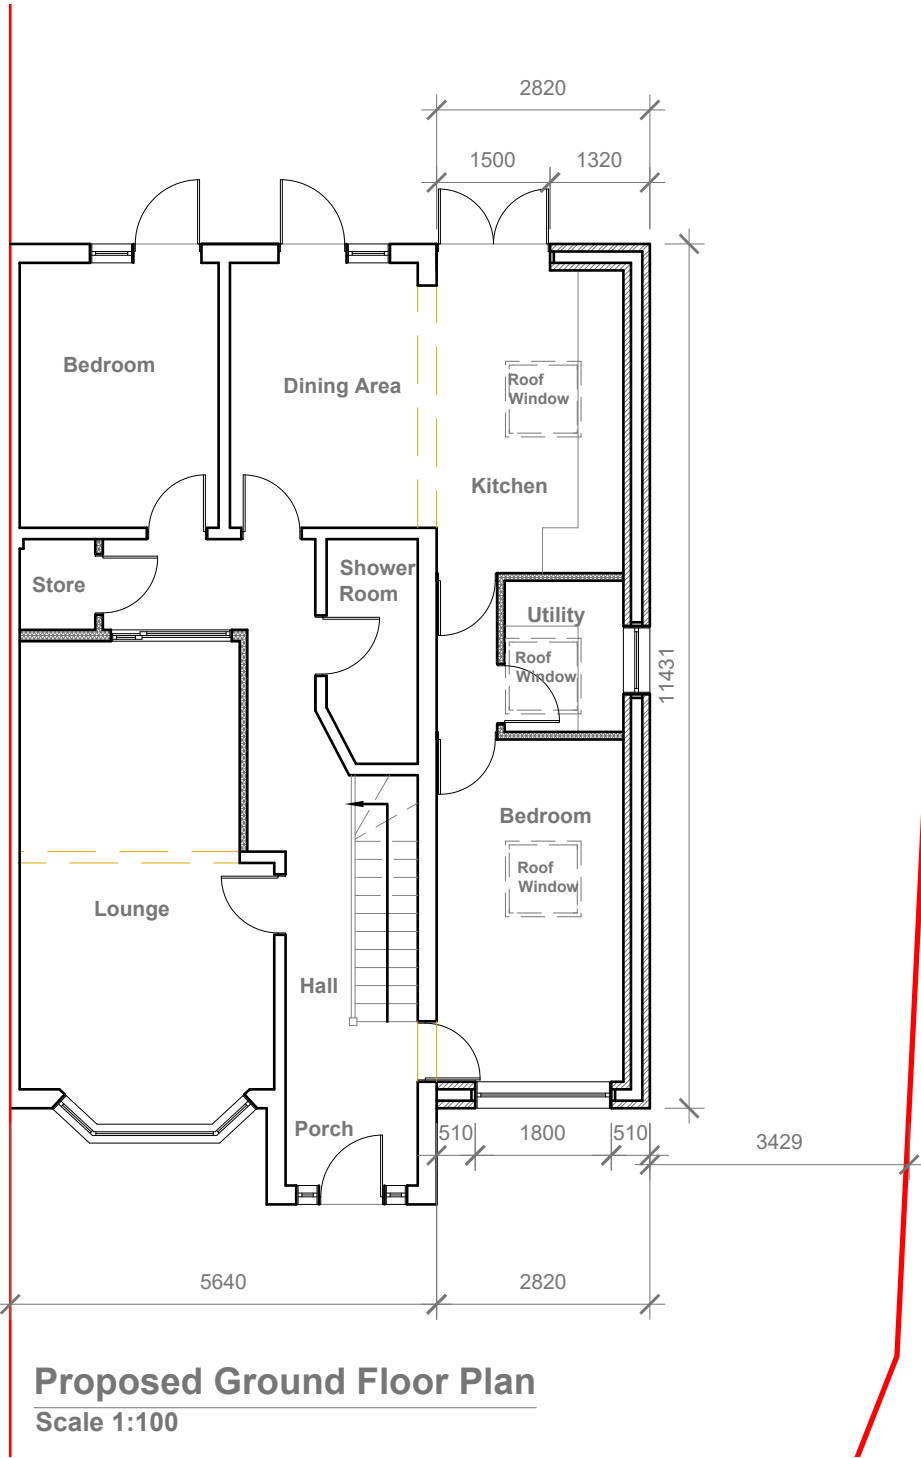 2820
1500
1320
Bedroom
Dining Area
Roof
Window
Kitchen
Store
Shower
Room
Utility
Roof
Window
11431
Bedroom
Roof
Window
Lounge
Hall
Porch
510
1800
510
3429
5640
2820
Proposed Ground Floor Plan
Scale 1:100